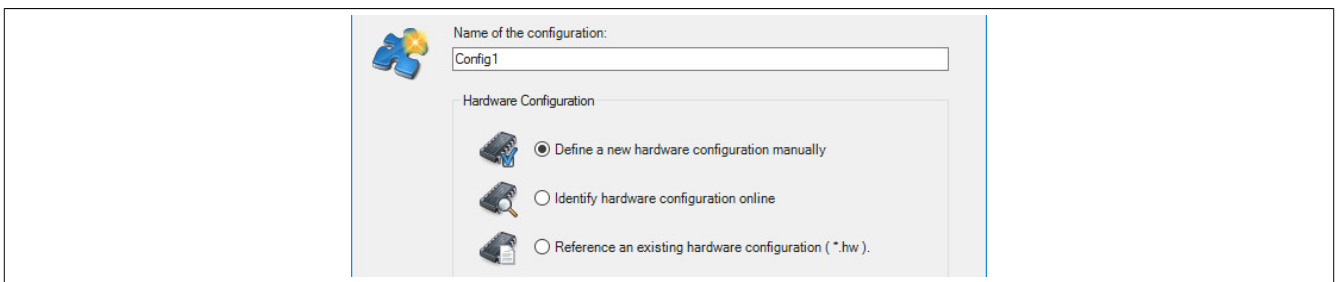 Name of the configuration:
Config1
Hardware Configuration
Define a new hardware configuration manually
Identify hardware configuration online
Reference an existing hardware configuration ( *.hw ).